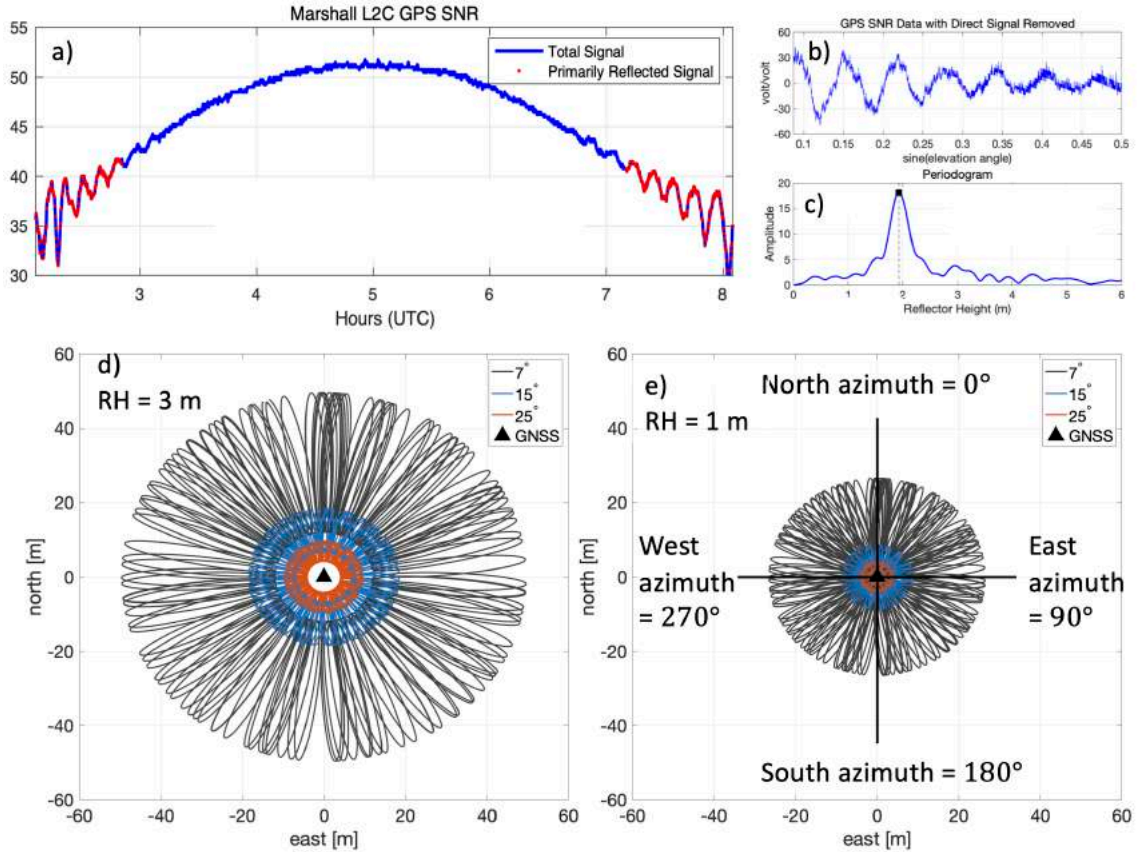 Marshall L2C GPS SNR
a)
55
50
45
40
35
30
Total Signal
Primarily Reflected Signal
3
4
5
6
7
8
Hours (UTC)
GPS SNR Data with Direct Signal Removed
b)
volt/volt
60
30
0
-30
-60
0.1
0.15
0.2
0.25
0.3
0.35
0.4
0.45
0.5
sine(elevation angle)
Periodogram
c)
Amplitude
20
15
10
5
0
0
1
2
3
4
5
6
Reflector Height (m)
d)
RH = 3 m
7°
15°
25°
GNSS
north [m]
60
40
20
0
-20
-40
-60
-60
-40
-20
0
20
40
60
east [m]
e)
RH = 1 m
North azimuth = 0°
7°
15°
25°
GNSS
West
azimuth
= 270°
East
azimuth
= 90°
South azimuth = 180°
north [m]
60
40
20
0
-20
-40
-60
-60
-40
-20
0
20
40
60
east [m]